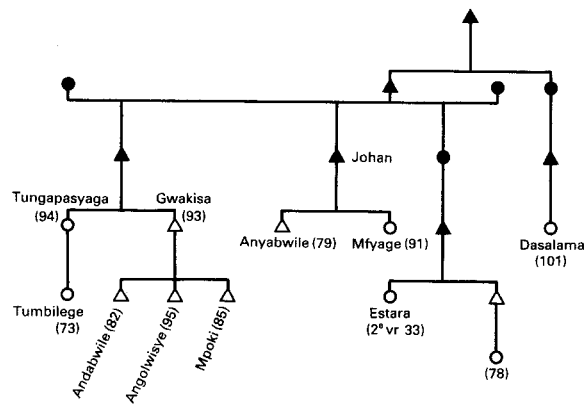 Johan
Tungapasyaga
(94)
Gwakisa
(93)
Anyabwile (79)
Mfyage (91)
Dasalama
(101)
Tumbilege
(73)
Andabwile (82)
Angolwisye (95)
Mpoki (85)
Estara
(2ᵉ vr 33)
(78)